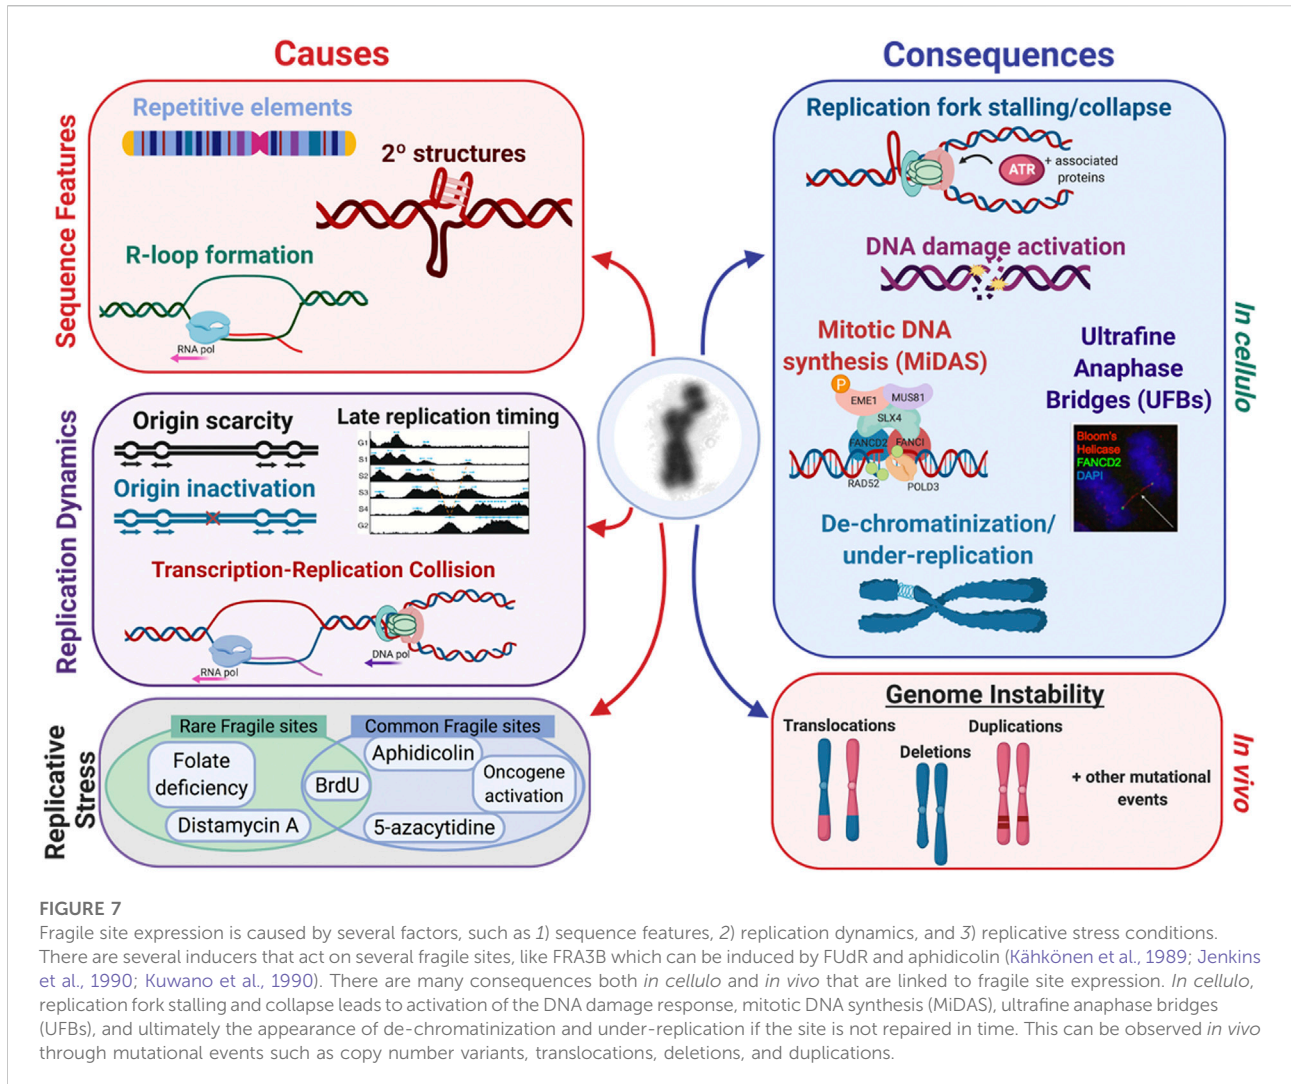 Causes
Sequence Features
Repetitive elements
2º structures
R-loop formation
RNA pol
Replication Dynamics
Origin scarcity
Late replication timing
G1
S1
S2
S3
S4
G2
Origin inactivation
Transcription-Replication Collision
RNA pol
DNA pol
Replicative
Stress
Rare Fragile sites
Common Fragile sites
Folate
deficiency
Distamycin A
BrdU
Aphidicolin
Oncogene
activation
5-azacytidine
Consequences
In cellulo
Replication fork stalling/collapse
ATR
+ associated
proteins
DNA damage activation
Mitotic DNA
synthesis (MiDAS)
P
EME1
MUS81
SLX4
FANCD2
FANCI
RAD52
POLD3
Ultrafine
Anaphase
Bridges (UFBs)
Bloom's
Helicase
FANCD2
DAPI
De-chromatinization/
under-replication
In vivo
Genome Instability
Translocations
Deletions
Duplications
+ other mutational
events
FIGURE 7
Fragile site expression is caused by several factors, such as 1) sequence features, 2) replication dynamics, and 3) replicative stress conditions.
There are several inducers that act on several fragile sites, like FRA3B which can be induced by FUdR and aphidicolin (Kähkönen et al., 1989; Jenkins
et al., 1990; Kuwano et al., 1990). There are many consequences both in cellulo and in vivo that are linked to fragile site expression. In cellulo,
replication fork stalling and collapse leads to activation of the DNA damage response, mitotic DNA synthesis (MiDAS), ultrafine anaphase bridges
(UFBs), and ultimately the appearance of de-chromatinization and under-replication if the site is not repaired in time. This can be observed in vivo
through mutational events such as copy number variants, translocations, deletions, and duplications.